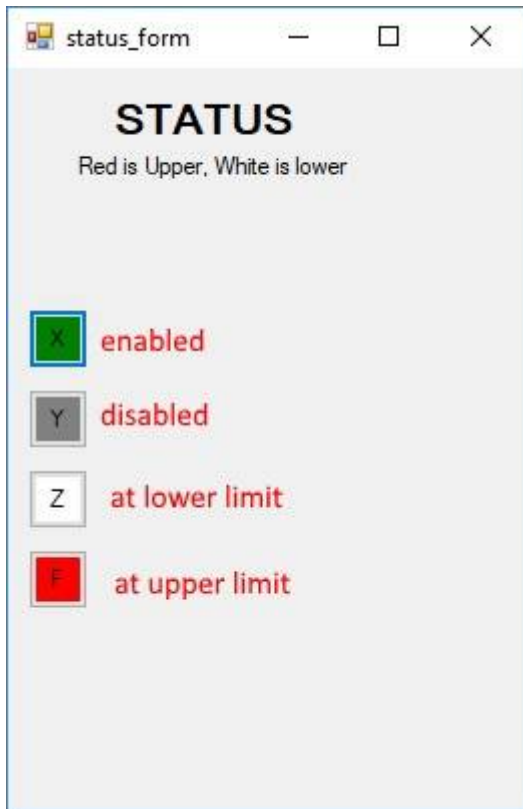 status_form
STATUS
Red is Upper, White is lower
X enabled
Y disabled
Z at lower limit
F at upper limit